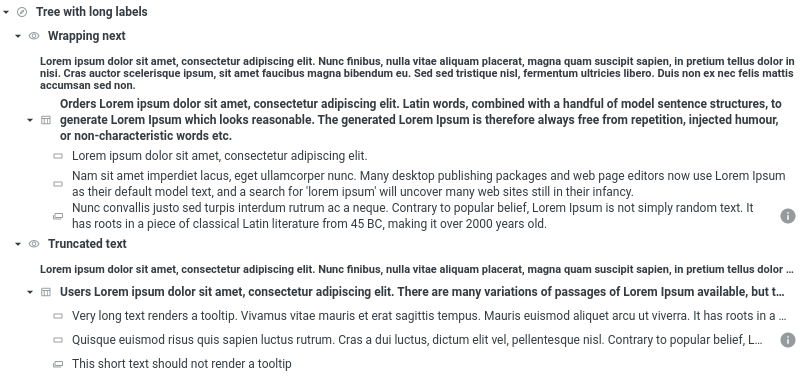 Tree with long labels
Wrapping next
Lorem ipsum dolor sit amet, consectetur adipiscing elit. Nunc finibus, nulla vitae aliquam placerat, magna quam suscipit sapien, in pretium tellus dolor in
nisi. Cras auctor scelerisque ipsum, sit amet faucibus magna bibendum eu. Sed sed tristique nisl, fermentum ultricies libero. Duis non ex nec felis mattis
accumsan sed non.
Orders Lorem ipsum dolor sit amet, consectetur adipiscing elit. Latin words, combined with a handful of model sentence structures, to
generate Lorem Ipsum which looks reasonable. The generated Lorem Ipsum is therefore always free from repetition, injected humour,
or non-characteristic words etc.
Lorem ipsum dolor sit amet, consectetur adipiscing elit.
Nam sit amet imperdiet lacus, eget ullamcorper nunc. Many desktop publishing packages and web page editors now use Lorem Ipsum
as their default model text, and a search for 'lorem ipsum' will uncover many web sites still in their infancy.
Nunc convallis justo sed turpis interdum rutrum ac a neque. Contrary to popular belief, Lorem Ipsum is not simply random text. It
has roots in a piece of classical Latin literature from 45 BC, making it over 2000 years old.
Truncated text
Lorem ipsum dolor sit amet, consectetur adipiscing elit. Nunc finibus, nulla vitae aliquam placerat, magna quam suscipit sapien, in pretium tellus dolor ...
Users Lorem ipsum dolor sit amet, consectetur adipiscing elit. There are many variations of passages of Lorem Ipsum available, but t...
Very long text renders a tooltip. Vivamus vitae mauris et erat sagittis tempus. Mauris euismod aliquet arcu ut viverra. It has roots in a ...
Quisque euismod risus quis sapien luctus rutrum. Cras a dui luctus, dictum elit vel, pellentesque nisl. Contrary to popular belief, L...
This short text should not render a tooltip